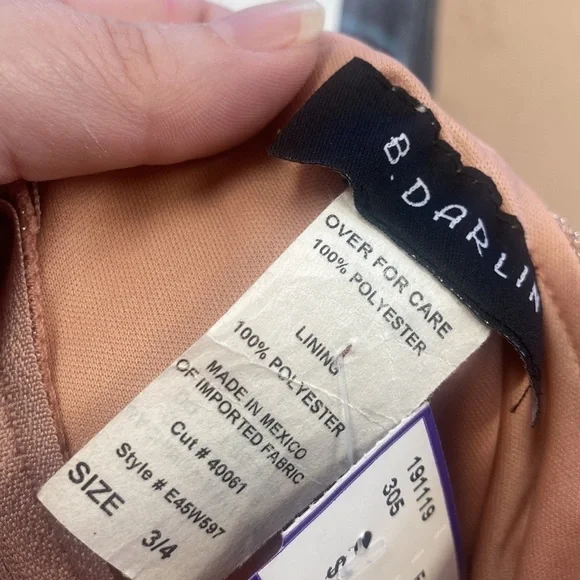 B. DARLIN
OVER FOR CARE
100% POLYESTER
LINING
100% POLYESTER
MADE IN MEXICO
OF IMPORTED FABRIC
Cut # 40061
Style # E45W597
SIZE 3/4
191119
305